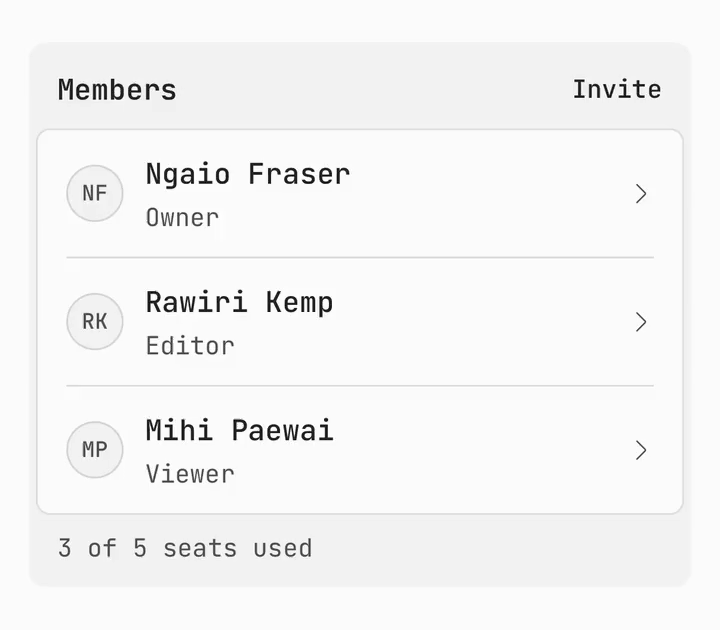 Members
Invite
NF
Ngaio Fraser
Owner
RK
Rawiri Kemp
Editor
MP
Mihi Paewai
Viewer
3 of 5 seats used